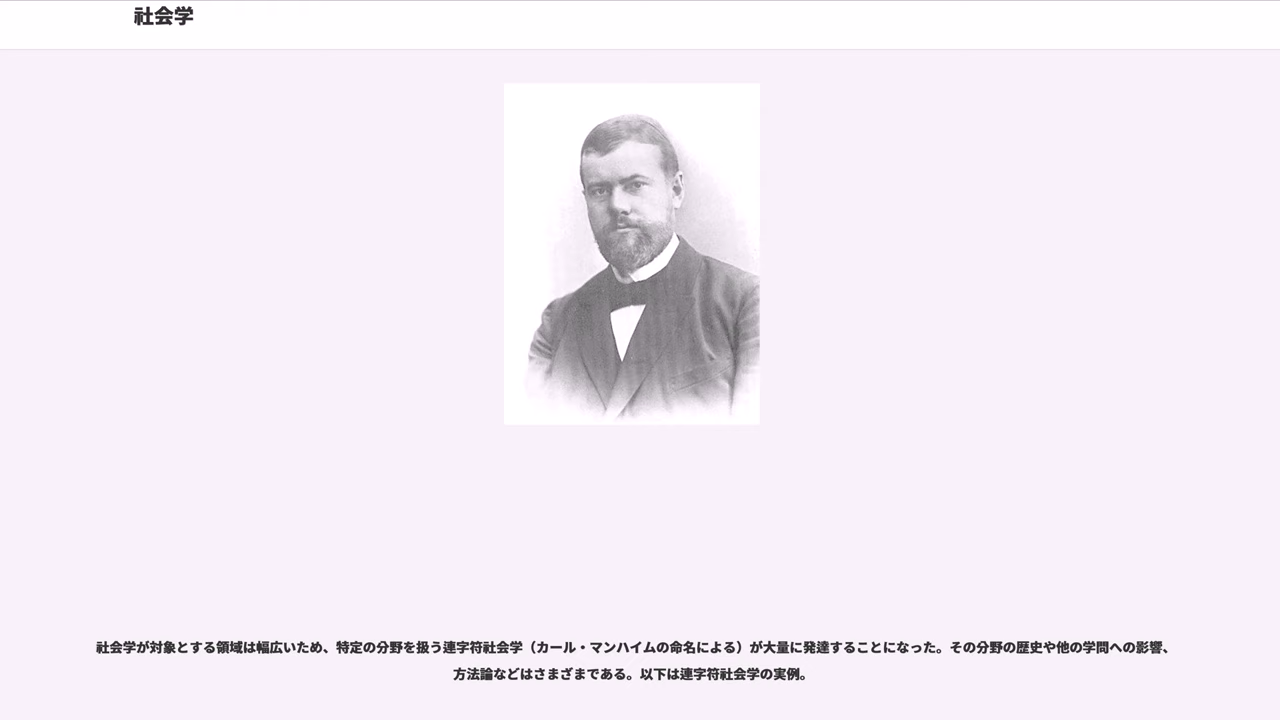 社会学
社会学が対象とする領域は幅広いため、特定の分野を扱う連字符社会学（カール・マンハイムの命名による）が大量に発達することになった。その分野の歴史や他の学問への影響、
方法論などはさまざまである。以下は連字符社会学の実例。